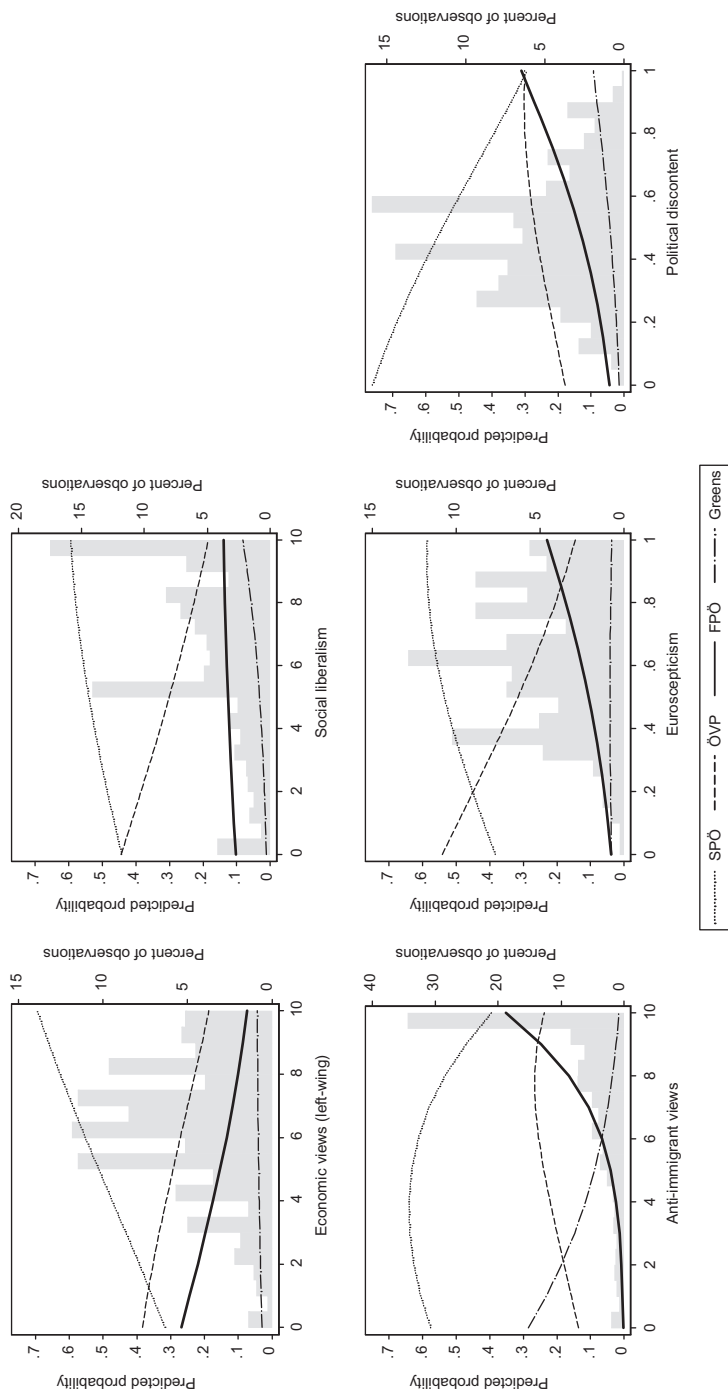 Predicted probability
.7
.6
.5
.4
.3
.2
.1
0
0 2 4 6 8 10
Economic views (left-wing)
15
10
5
0
Percent of observations
Predicted probability
.7
.6
.5
.4
.3
.2
.1
0
0 2 4 6 8 10
Social liberalism
20
15
10
5
0
Percent of observations
Predicted probability
.7
.6
.5
.4
.3
.2
.1
0
0 2 4 6 8 10
Anti-immigrant views
40
30
20
10
0
Percent of observations
Predicted probability
.7
.6
.5
.4
.3
.2
.1
0
0 .2 .4 .6 .8 1
Euroscepticism
15
10
5
0
Percent of observations
Predicted probability
.7
.6
.5
.4
.3
.2
.1
0
0 .2 .4 .6 .8 1
Political discontent
15
10
5
0
Percent of observations
SPÖ ÖVP FPÖ Greens